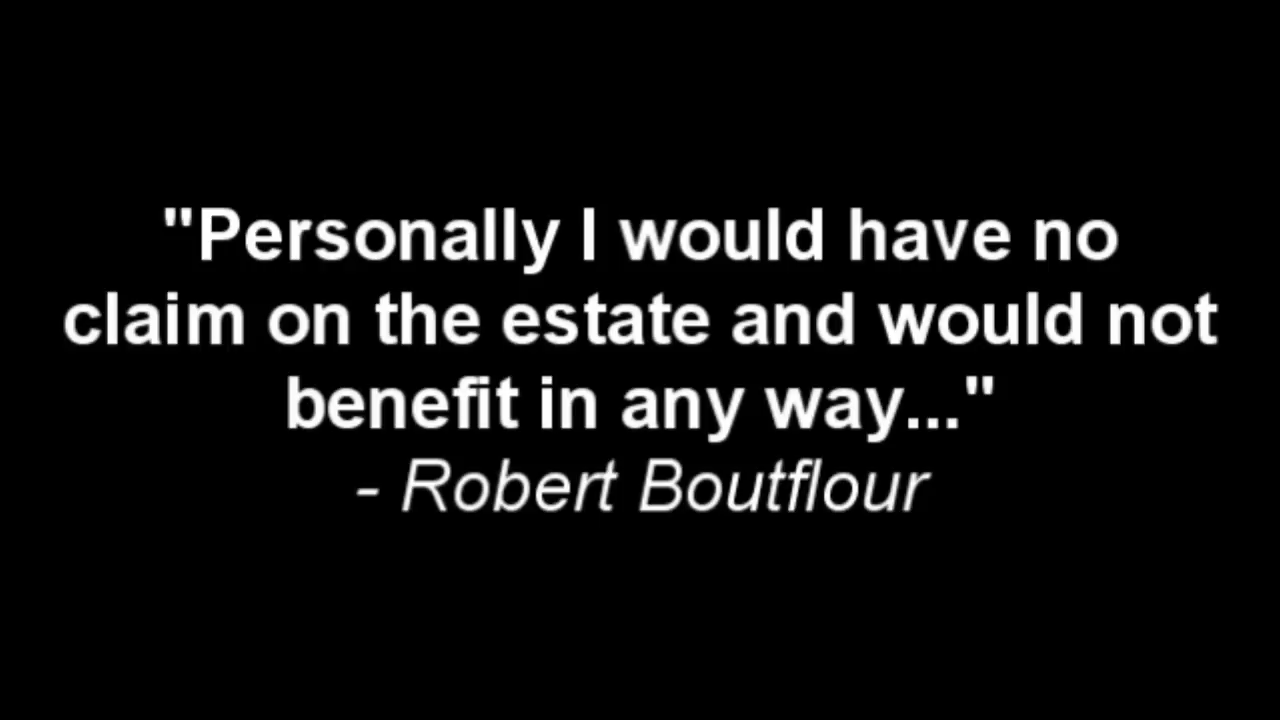 "Personally I would have no
claim on the estate and would not
benefit in any way..."
- Robert Boutflour